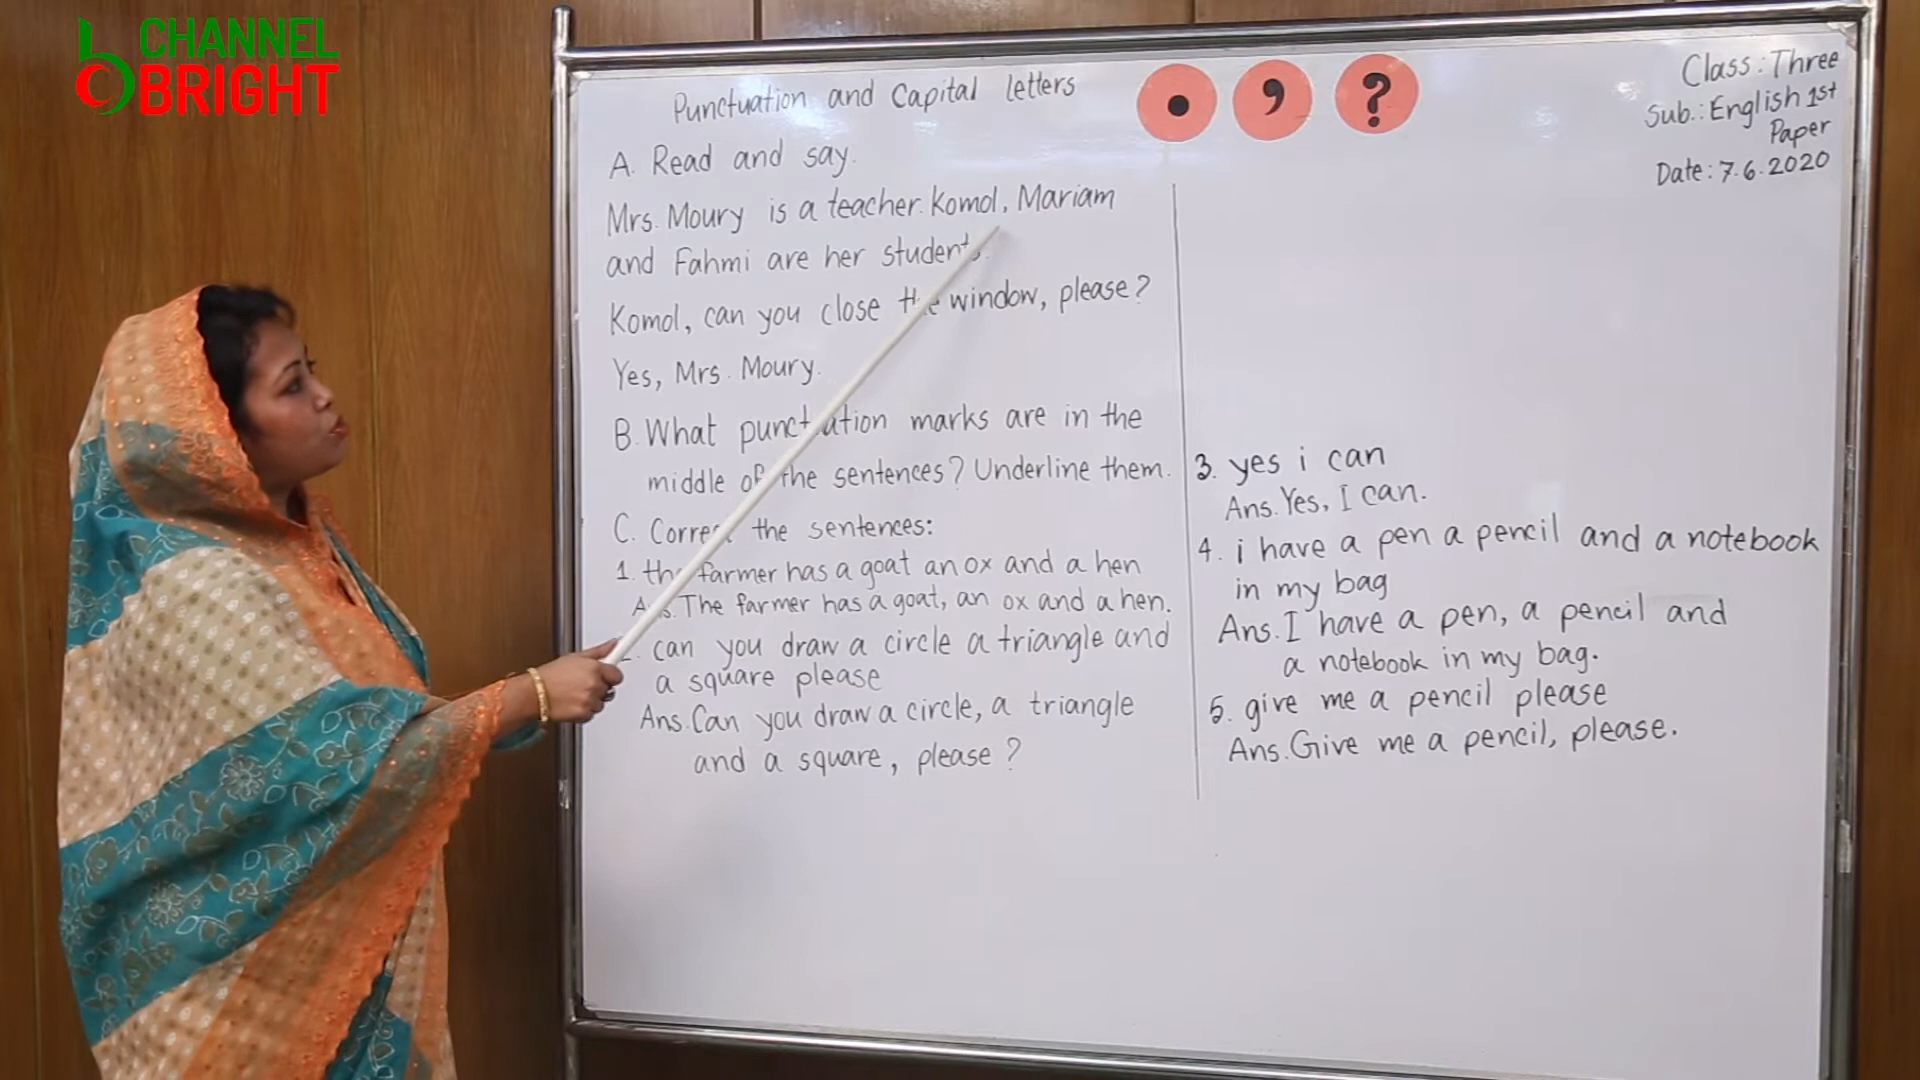 CHANNEL
BRIGHT
Punctuation and Capital letters
. , ?
Class: Three
Sub.: English 1st
Paper
Date: 7.6.2020
A. Read and say.
Mrs. Moury is a teacher. Komol, Mariam
and Fahmi are her students.
Komol, can you close the window, please?
Yes, Mrs. Moury.
B. What punctuation marks are in the
middle of the sentences? Underline them.
C. Correct the sentences:
1. the farmer has a goat an ox and a hen
Ans. The farmer has a goat, an ox and a hen.
2. can you draw a circle a triangle and
a square please
Ans. Can you draw a circle, a triangle
and a square, please?
3. yes i can
Ans. Yes, I can.
4. i have a pen a pencil and a notebook
in my bag
Ans. I have a pen, a pencil and
a notebook in my bag.
5. give me a pencil please
Ans. Give me a pencil, please.